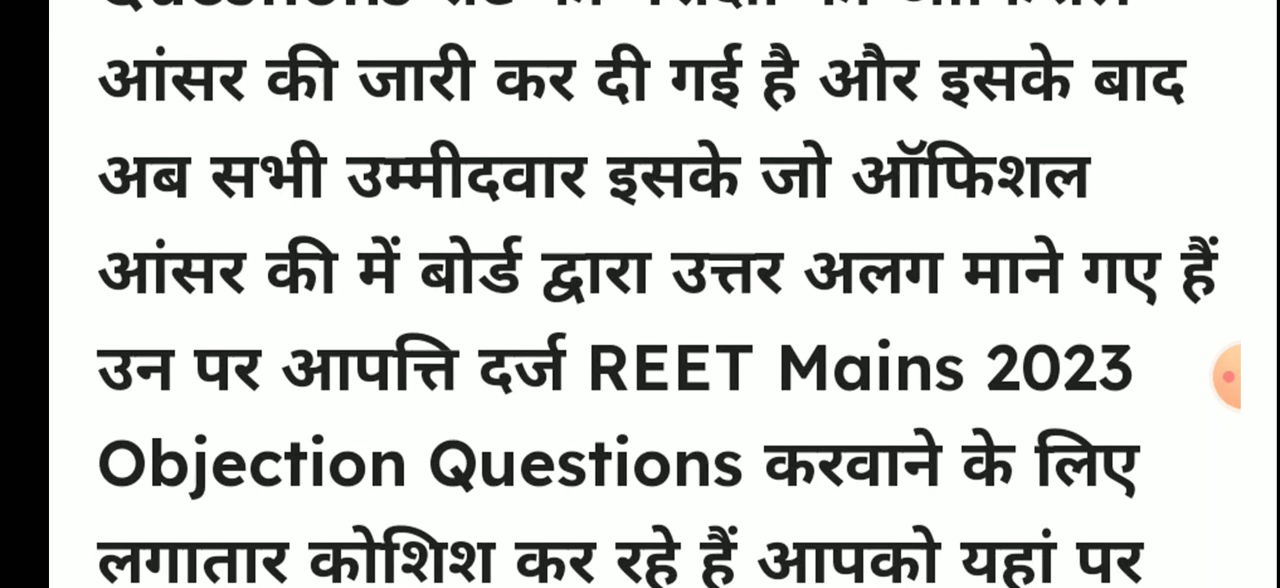 आंसर की जारी कर दी गई है और इसके बाद
अब सभी उम्मीदवार इसके जो ऑफिशल
आंसर की में बोर्ड द्वारा उत्तर अलग माने गए हैं
उन पर आपत्ति दर्ज REET Mains 2023
Objection Questions करवाने के लिए
लगातार कोशिश कर रहे हैं आपको यहां पर